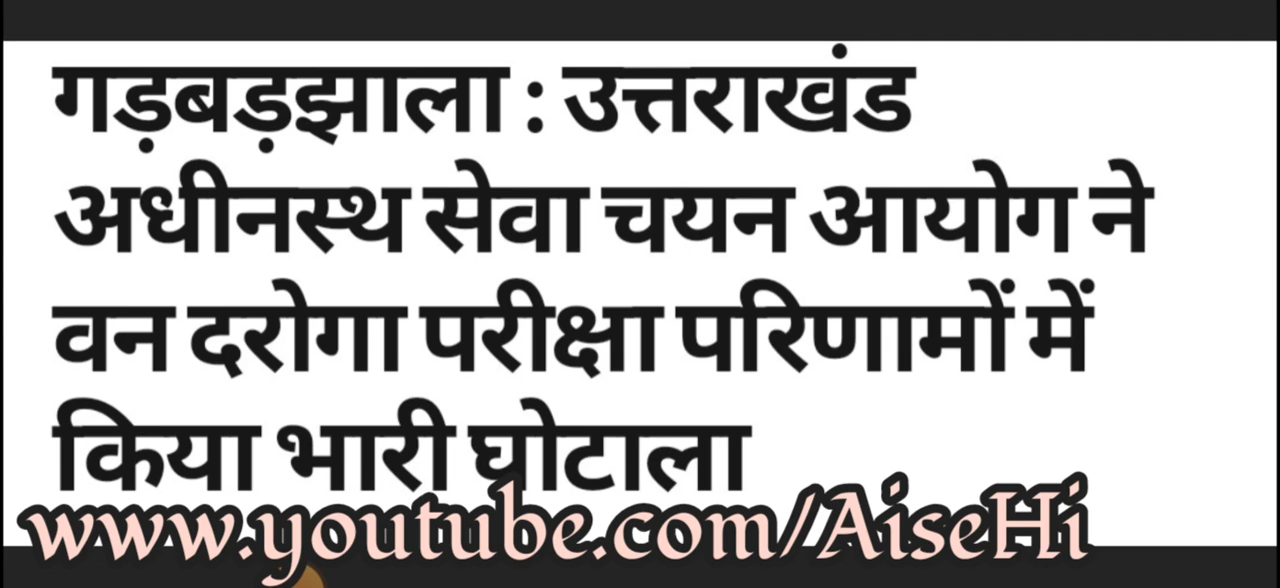 गड़बड़झाला : उत्तराखंड
अधीनस्थ सेवा चयन आयोग ने
वन दरोगा परीक्षा परिणामों में
किया भारी घोटाला
www.youtube.com/AiseHi